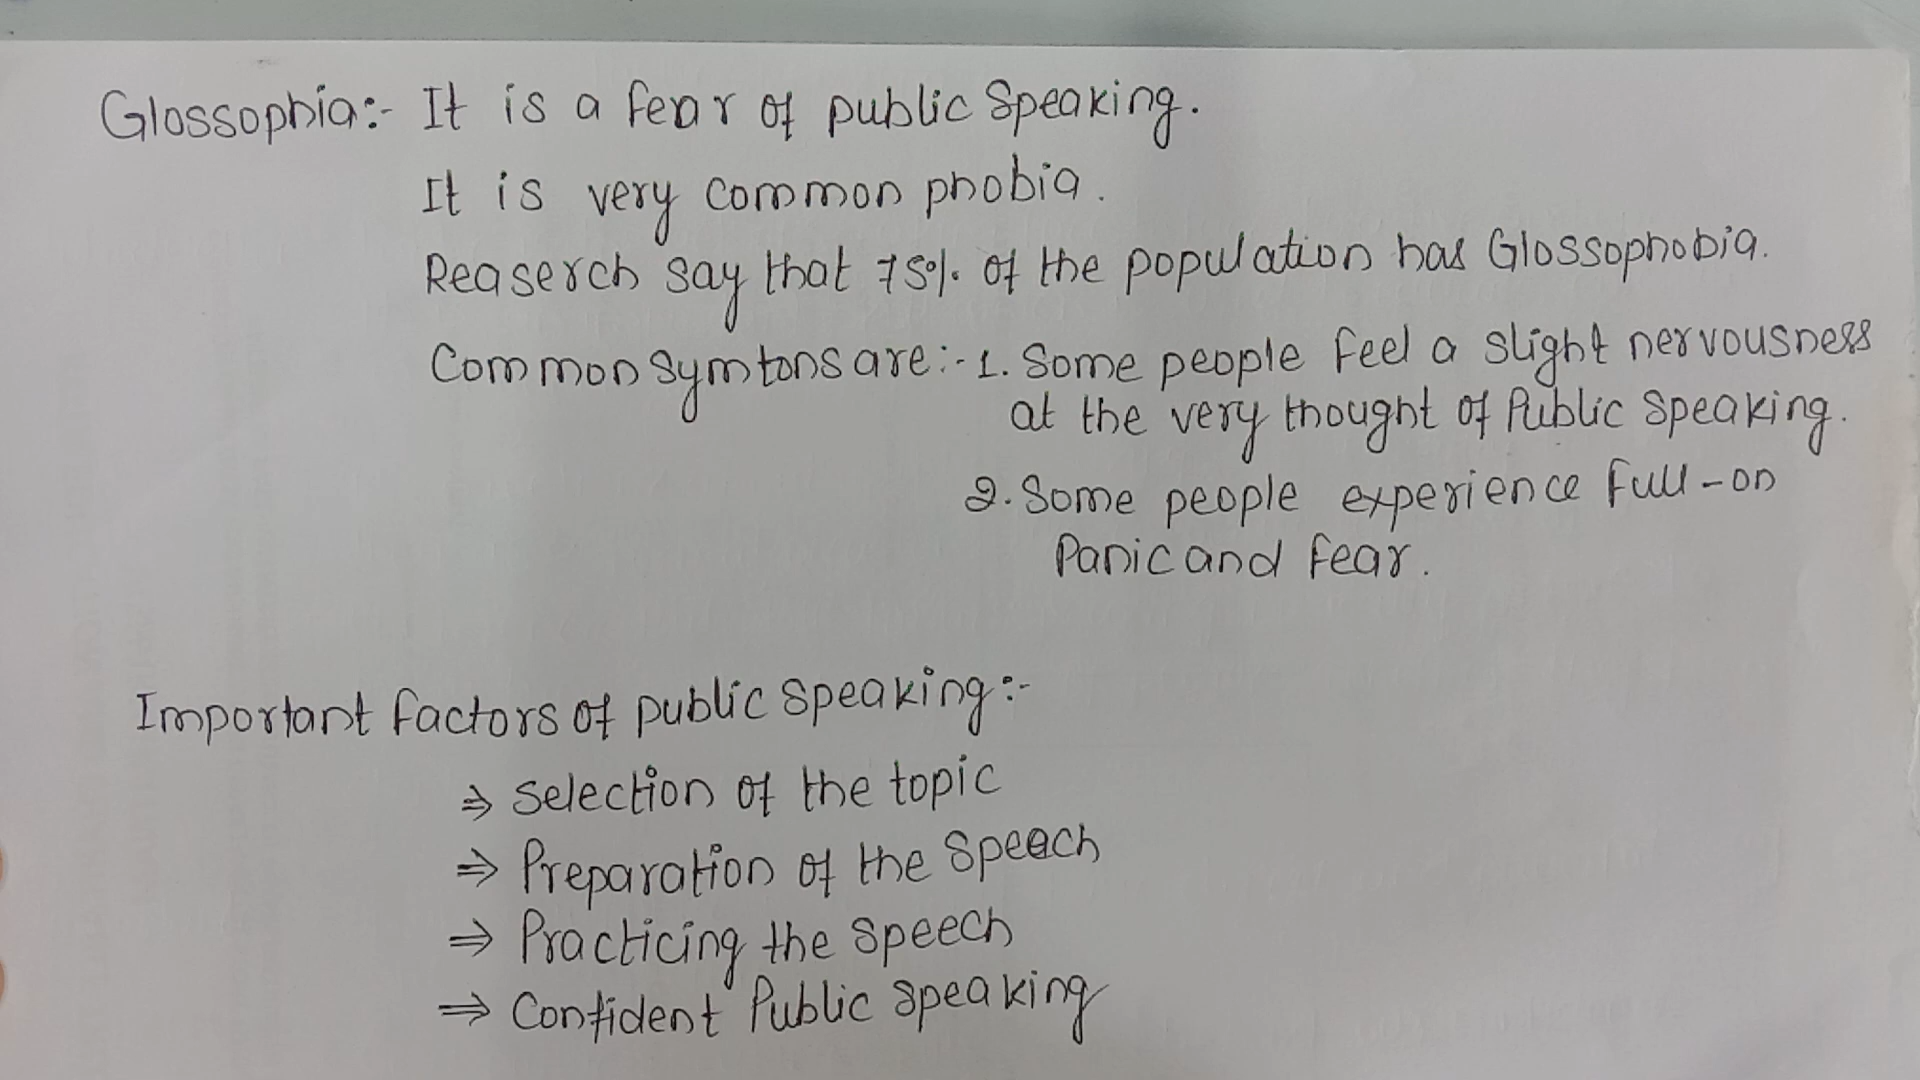 Glossophia:- It is a fear of public Speaking.
It is very common phobia.
Reaserch say that 75% of the population has Glossophobia.
Common Symtons are:- 1. Some people feel a slight nervousness
at the very thought of Public Speaking.
2. Some people experience full-on
Panic and fear.
Important factors of public speaking:-
⇒ Selection of the topic
⇒ Preparation of the Speech
⇒ Practicing the speech
⇒ Confident Public Speaking